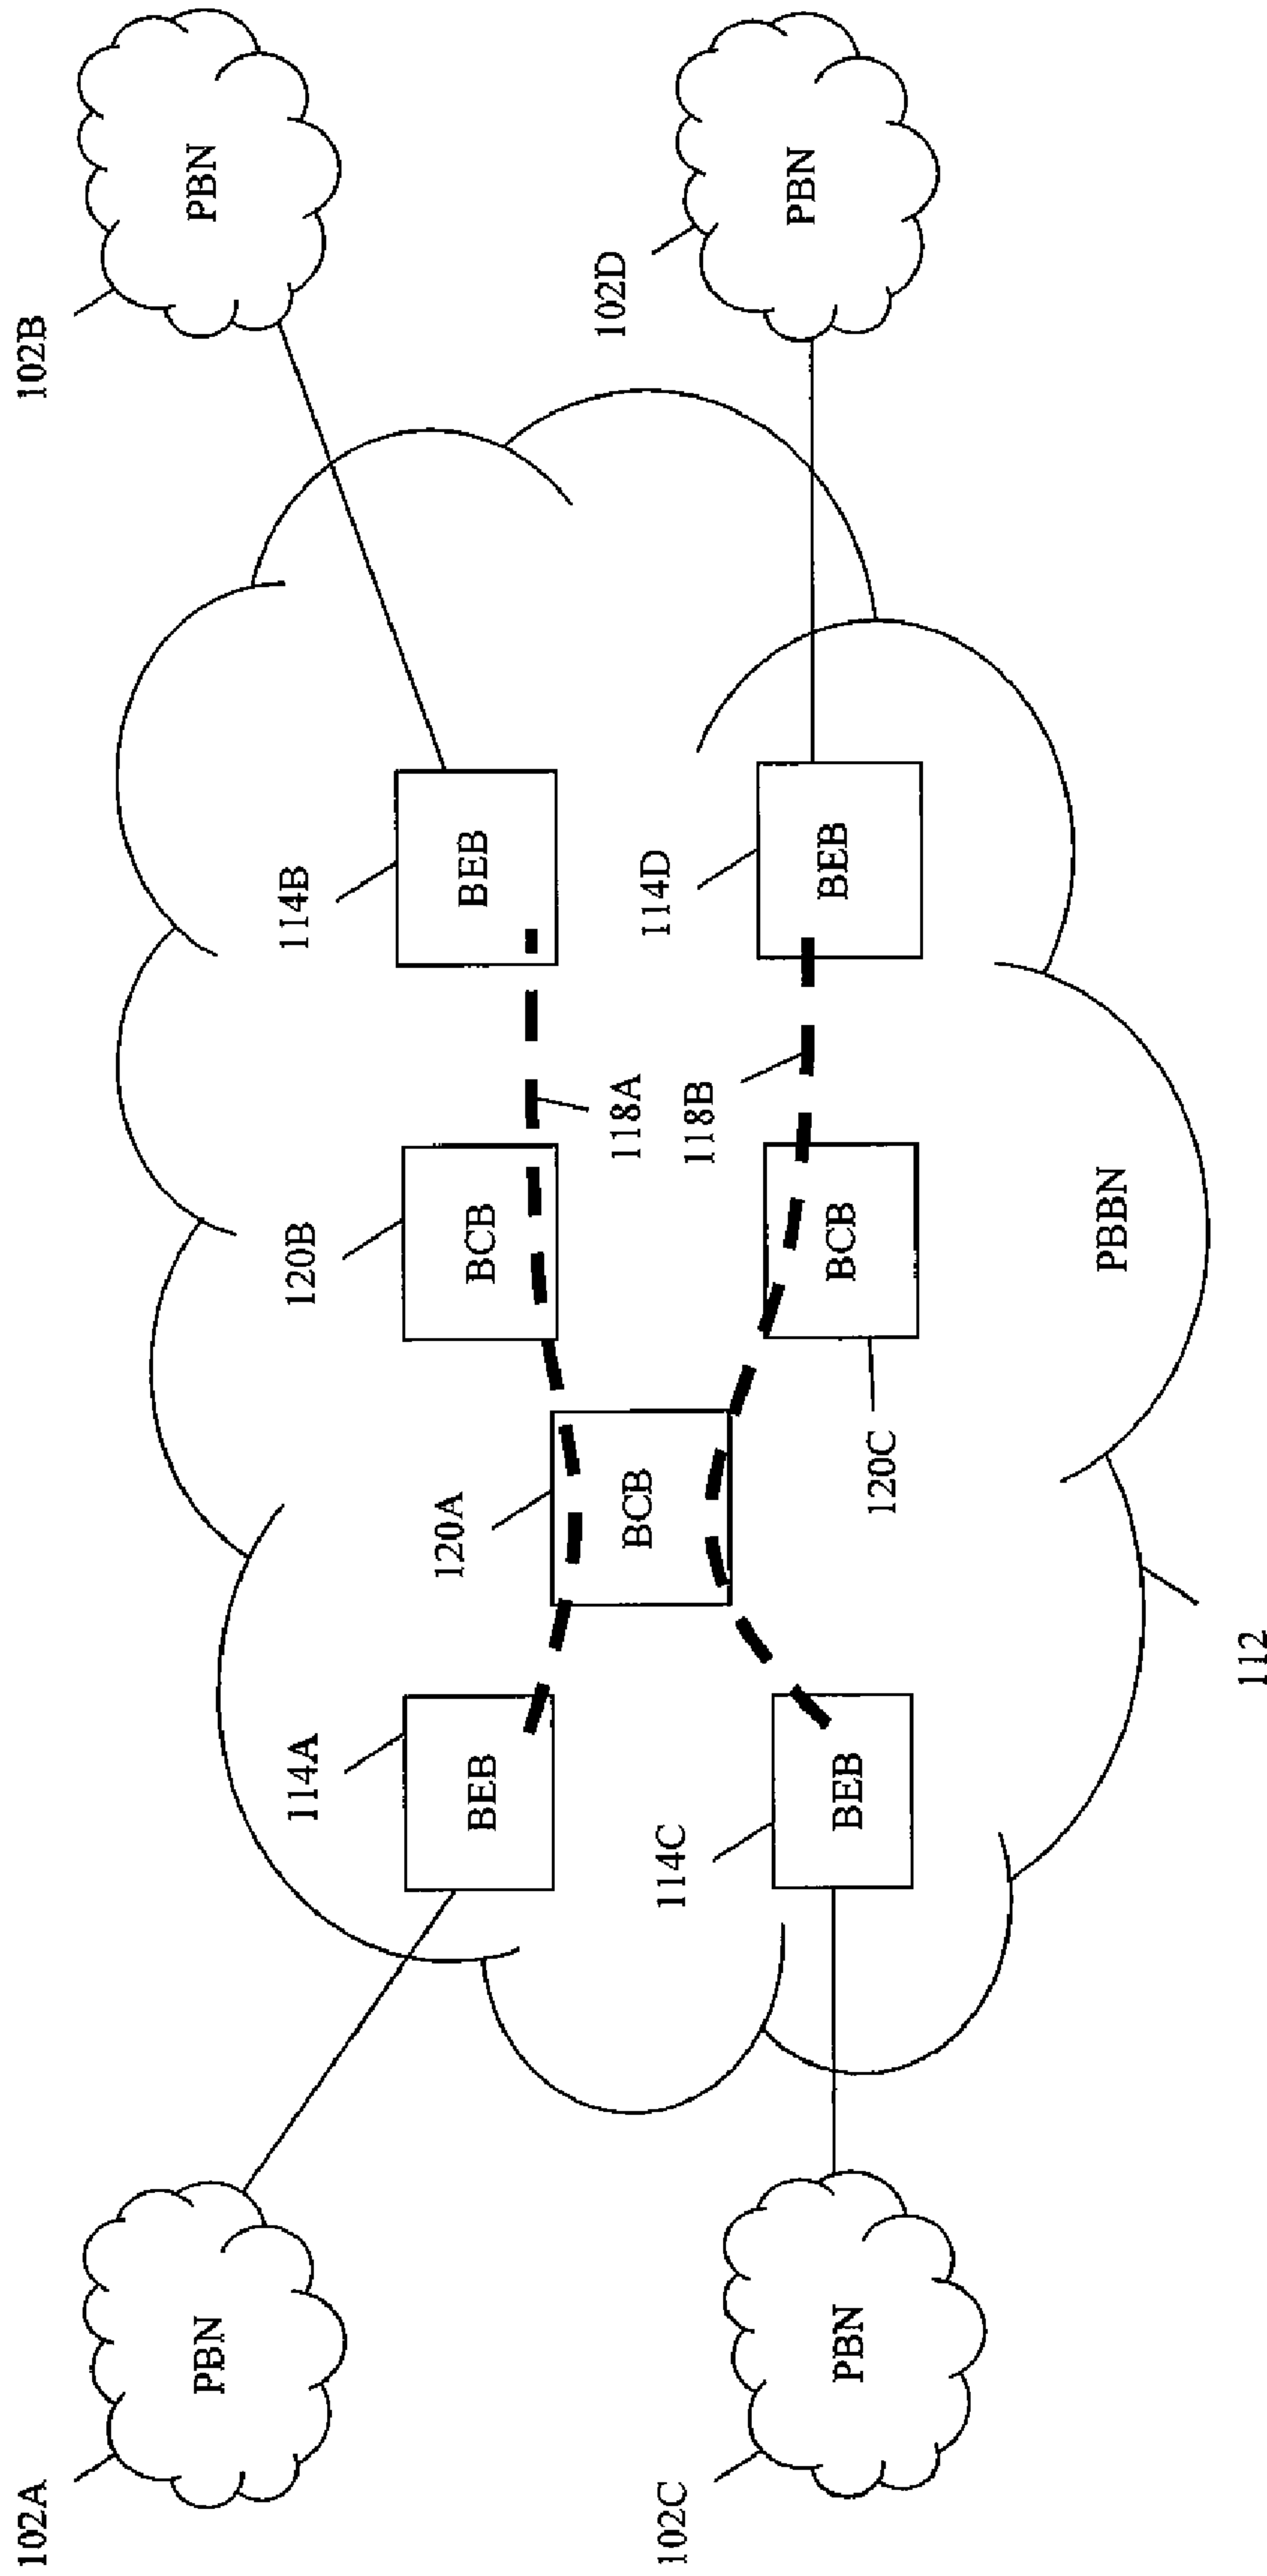 102A
PBN
102B
PBN
114A
BEB
120B
BCB
114B
BEB
120A
BCB
118A
118B
102C
PBN
114C
BEB
120C
BCB
114D
BEB
102D
PBN
PBBN
112